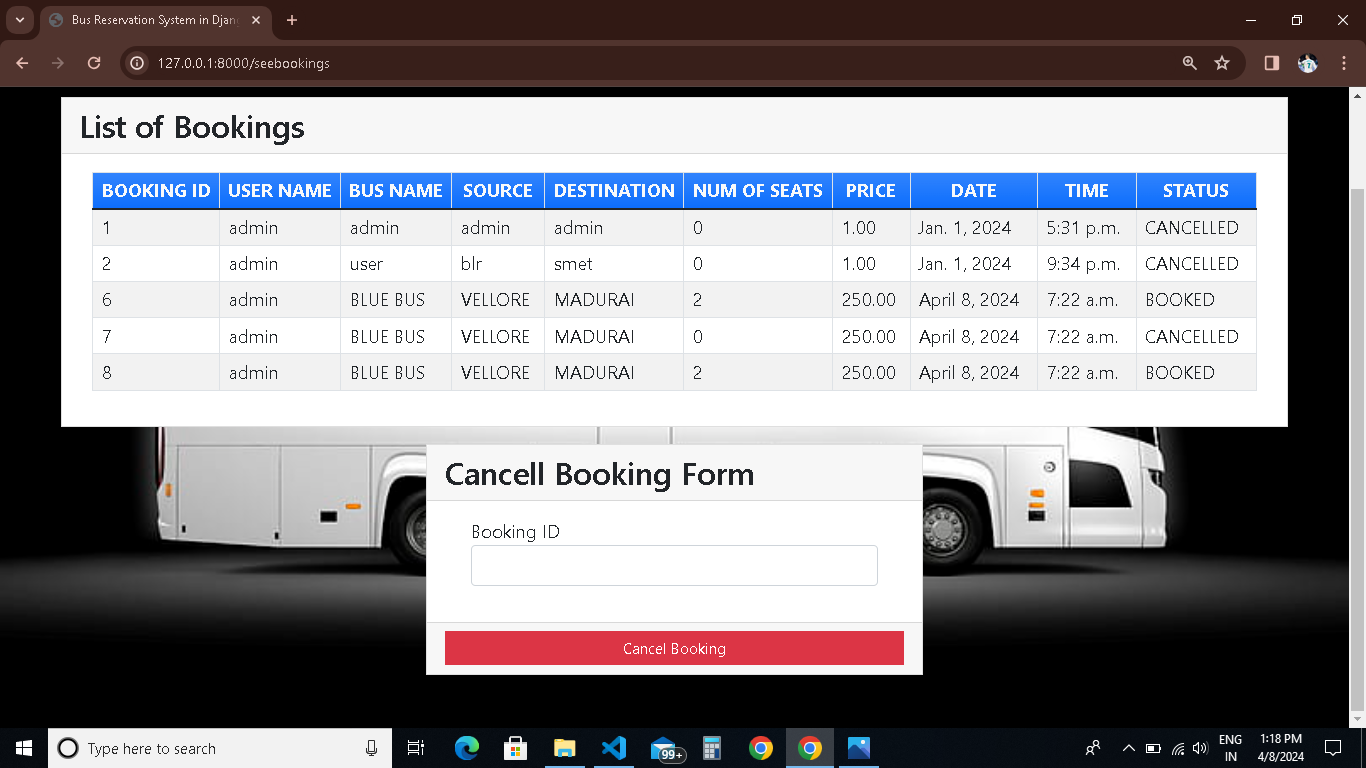 Bus Reservation System in Djan
127.0.0.1:8000/seebookings
List of Bookings
BOOKING ID USER NAME BUS NAME SOURCE DESTINATION NUM OF SEATS PRICE DATE TIME STATUS
1 admin admin admin admin 0 1.00 Jan. 1, 2024 5:31 p.m. CANCELLED
2 admin user blr smet 0 1.00 Jan. 1, 2024 9:34 p.m. CANCELLED
6 admin BLUE BUS VELLORE MADURAI 2 250.00 April 8, 2024 7:22 a.m. BOOKED
7 admin BLUE BUS VELLORE MADURAI 0 250.00 April 8, 2024 7:22 a.m. CANCELLED
8 admin BLUE BUS VELLORE MADURAI 2 250.00 April 8, 2024 7:22 a.m. BOOKED
Cancell Booking Form
Booking ID
Cancel Booking
Type here to search
99+
ENG
IN
1:18 PM
4/8/2024